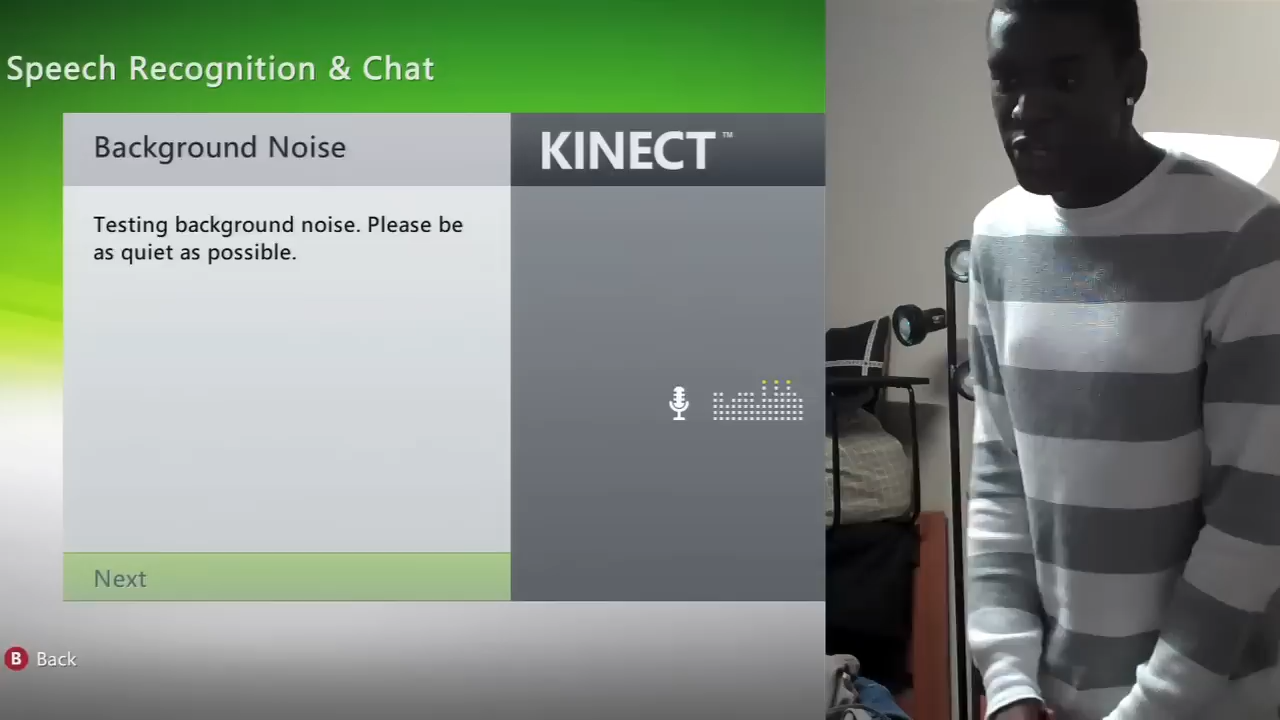 Speech Recognition & Chat
Background Noise
KINECT™
Testing background noise. Please be
as quiet as possible.
Next
B Back